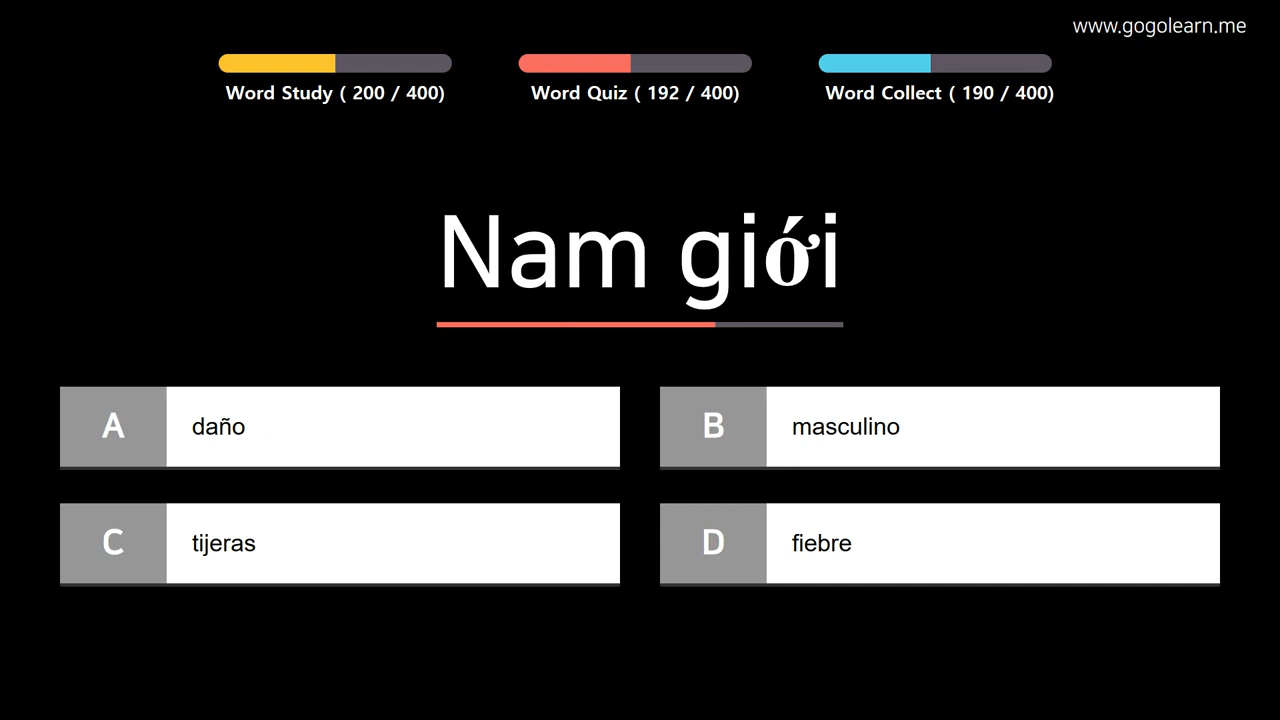 www.gogolearn.me
Word Study ( 200 / 400)
Word Quiz ( 192 / 400)
Word Collect ( 190 / 400)
Nam giới
A daño
B masculino
C tijeras
D fiebre